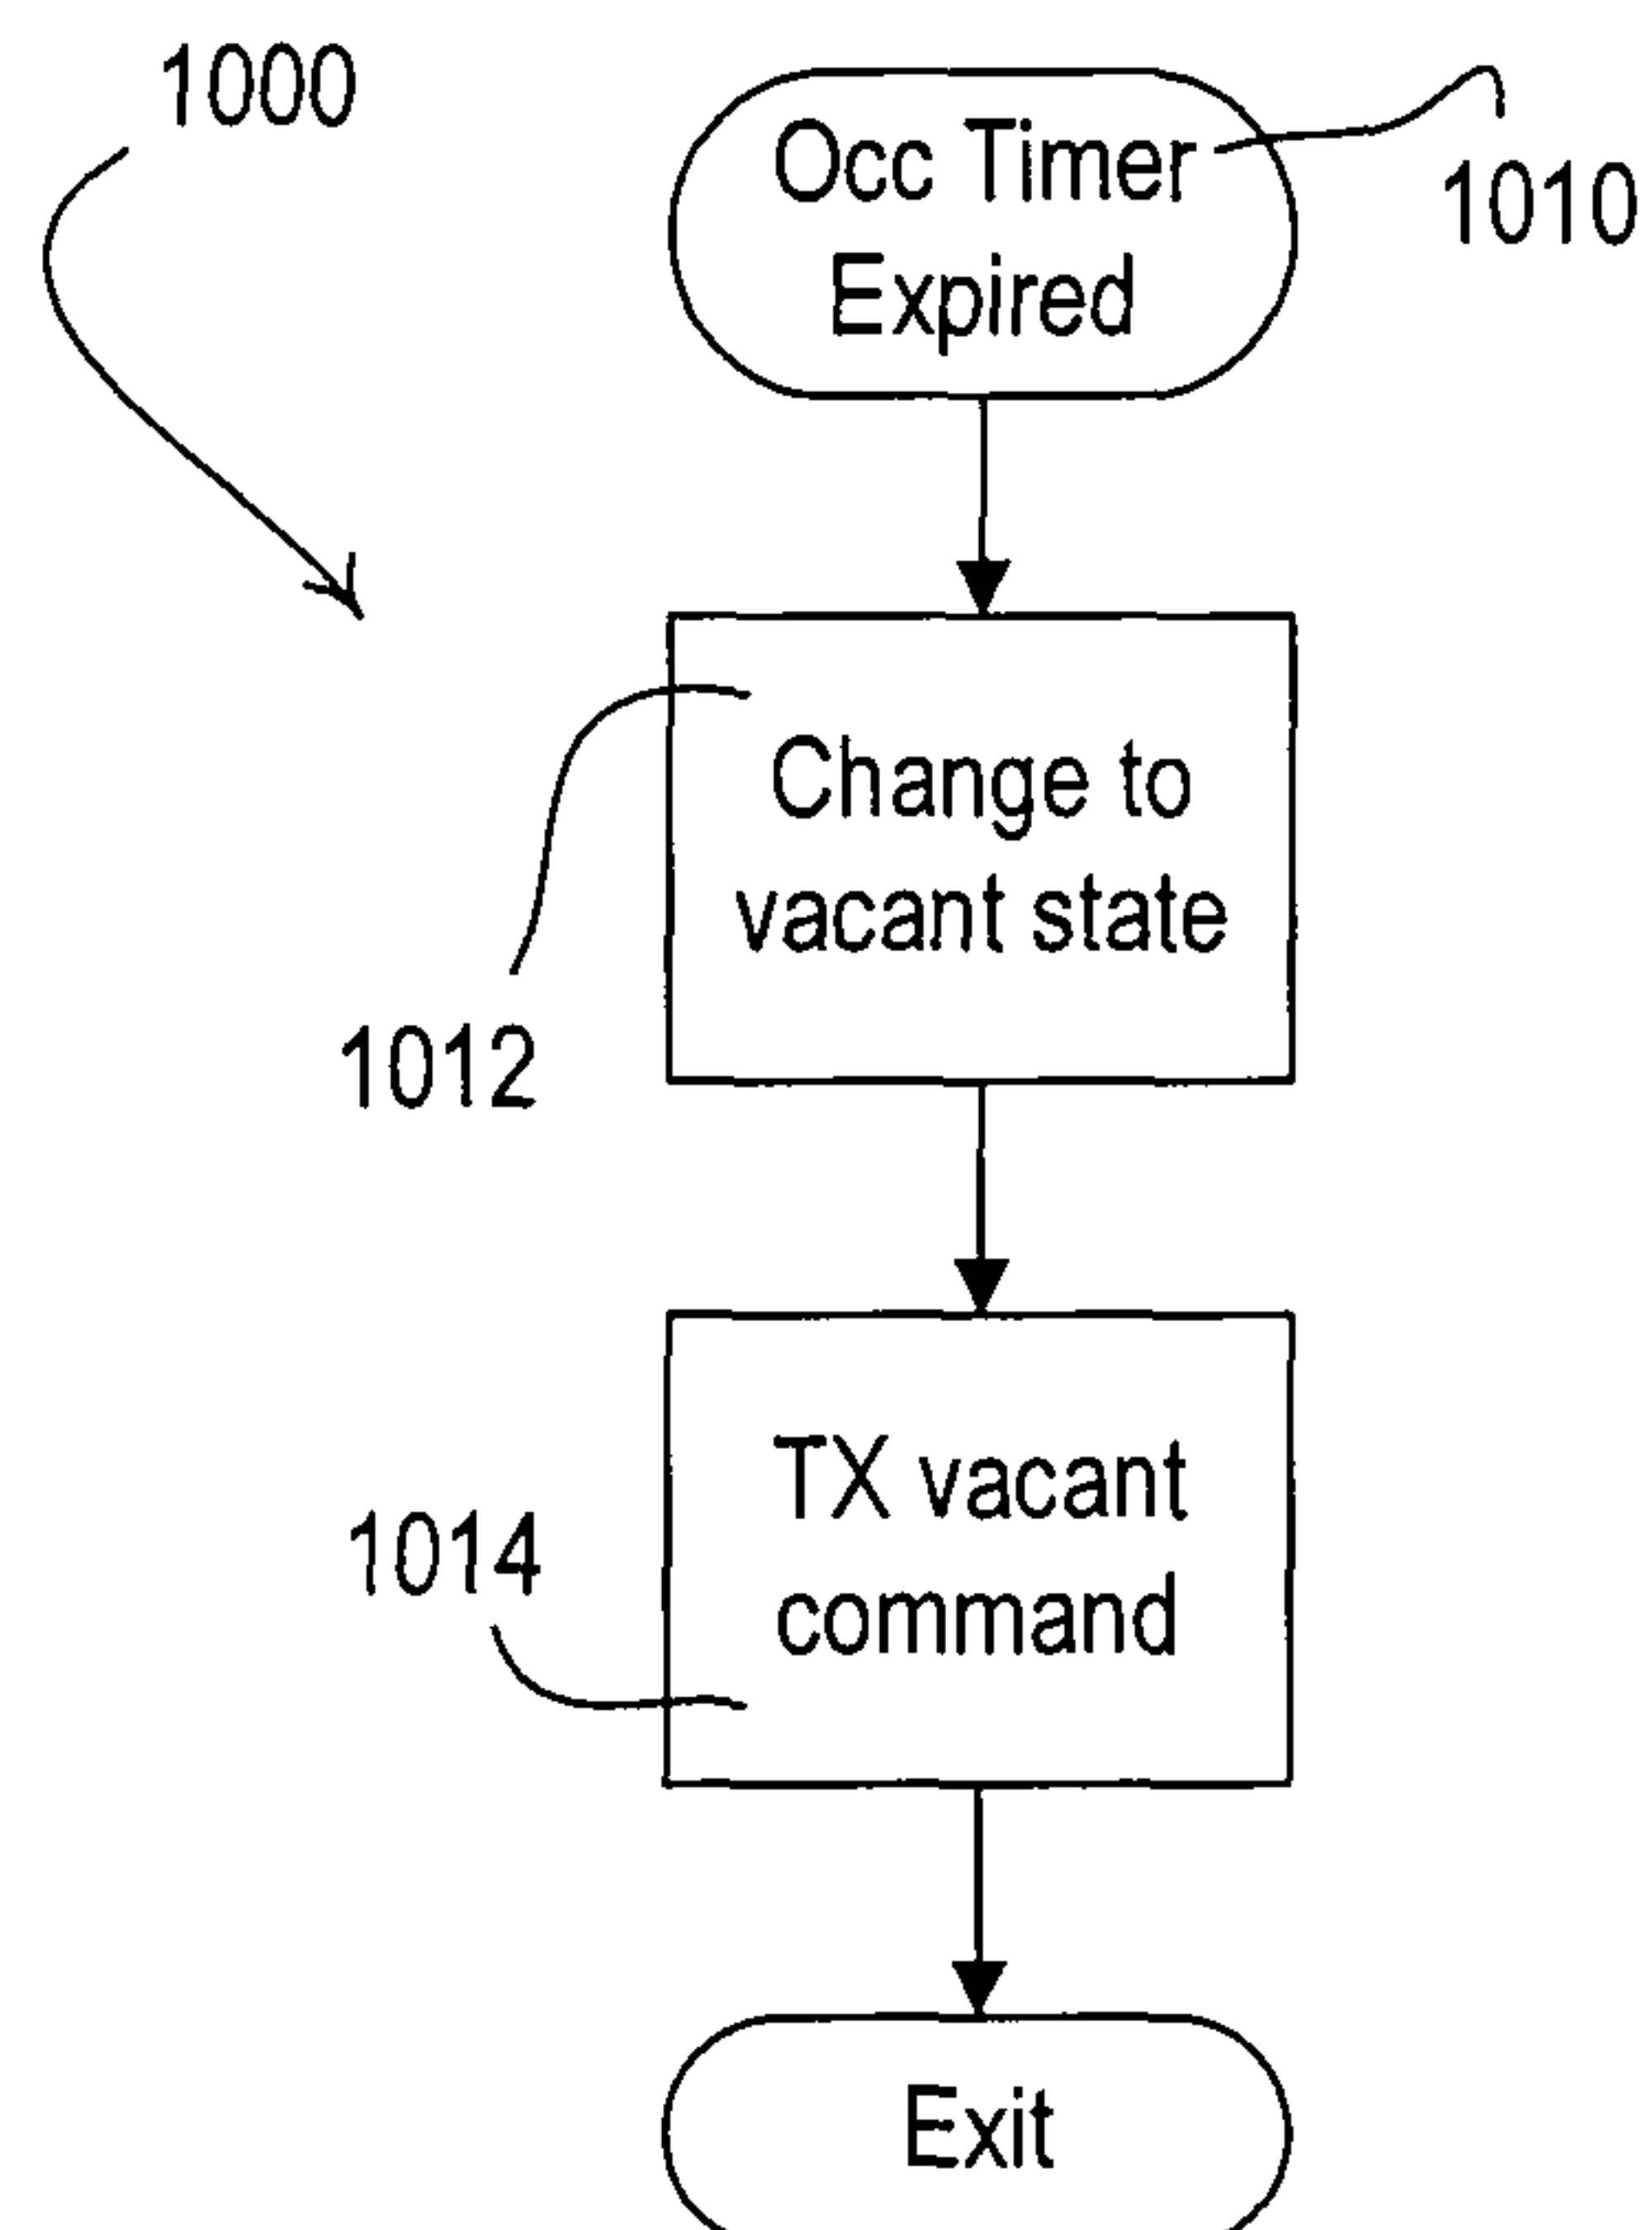 1000
Occ Timer
Expired
1010
Change to
vacant state
1012
TX vacant
command
1014
Exit